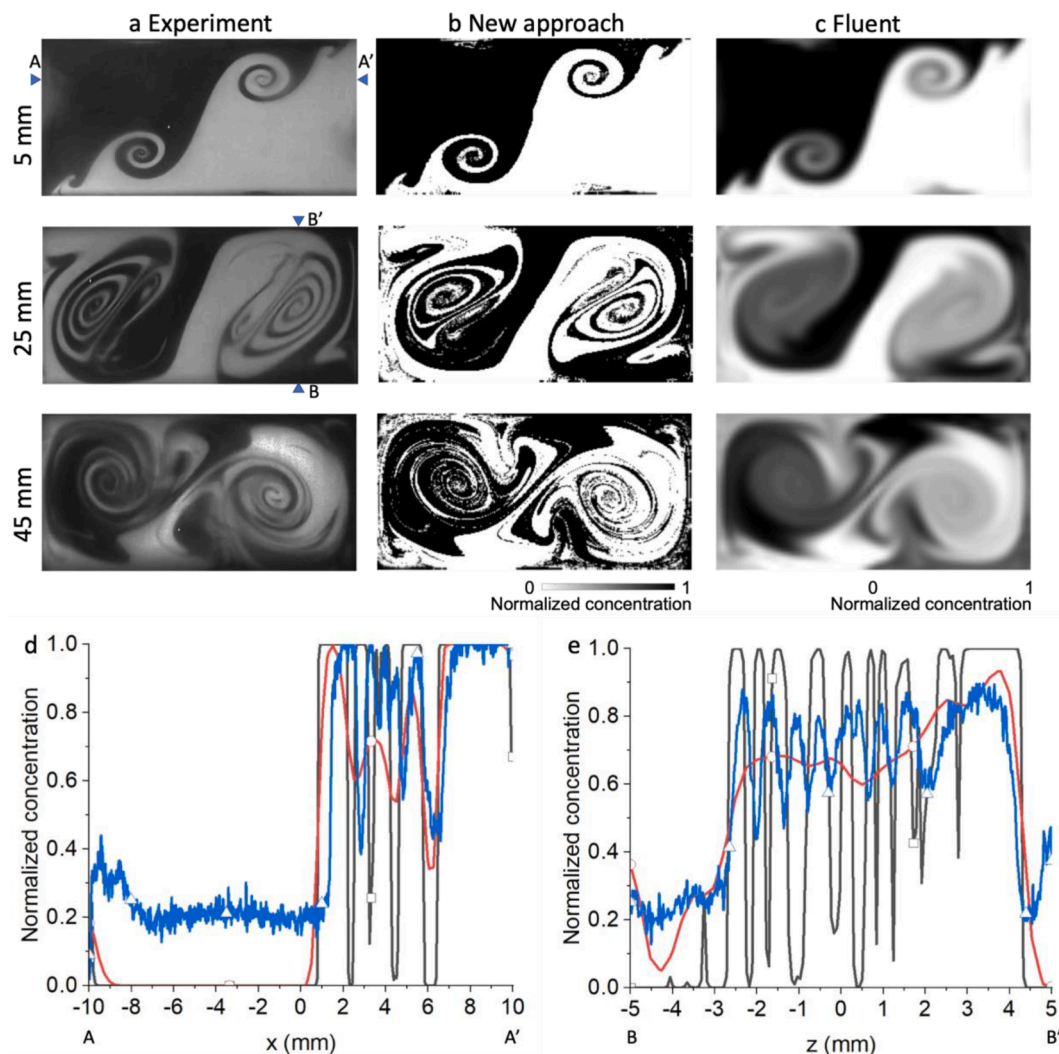 a Experiment
b New approach
c Fluent
A
A'
5 mm
B'
25 mm
B
45 mm
0
1
Normalized concentration
0
1
Normalized concentration
d
1.0
0.8
0.6
0.4
0.2
0.0
Normalized concentration
-10
-8
-6
-4
-2
0
2
4
6
8
10
A
x (mm)
A'
e
1.0
0.8
0.6
0.4
0.2
0.0
Normalized concentration
-5
-4
-3
-2
-1
0
1
2
3
4
5
B
z (mm)
B'